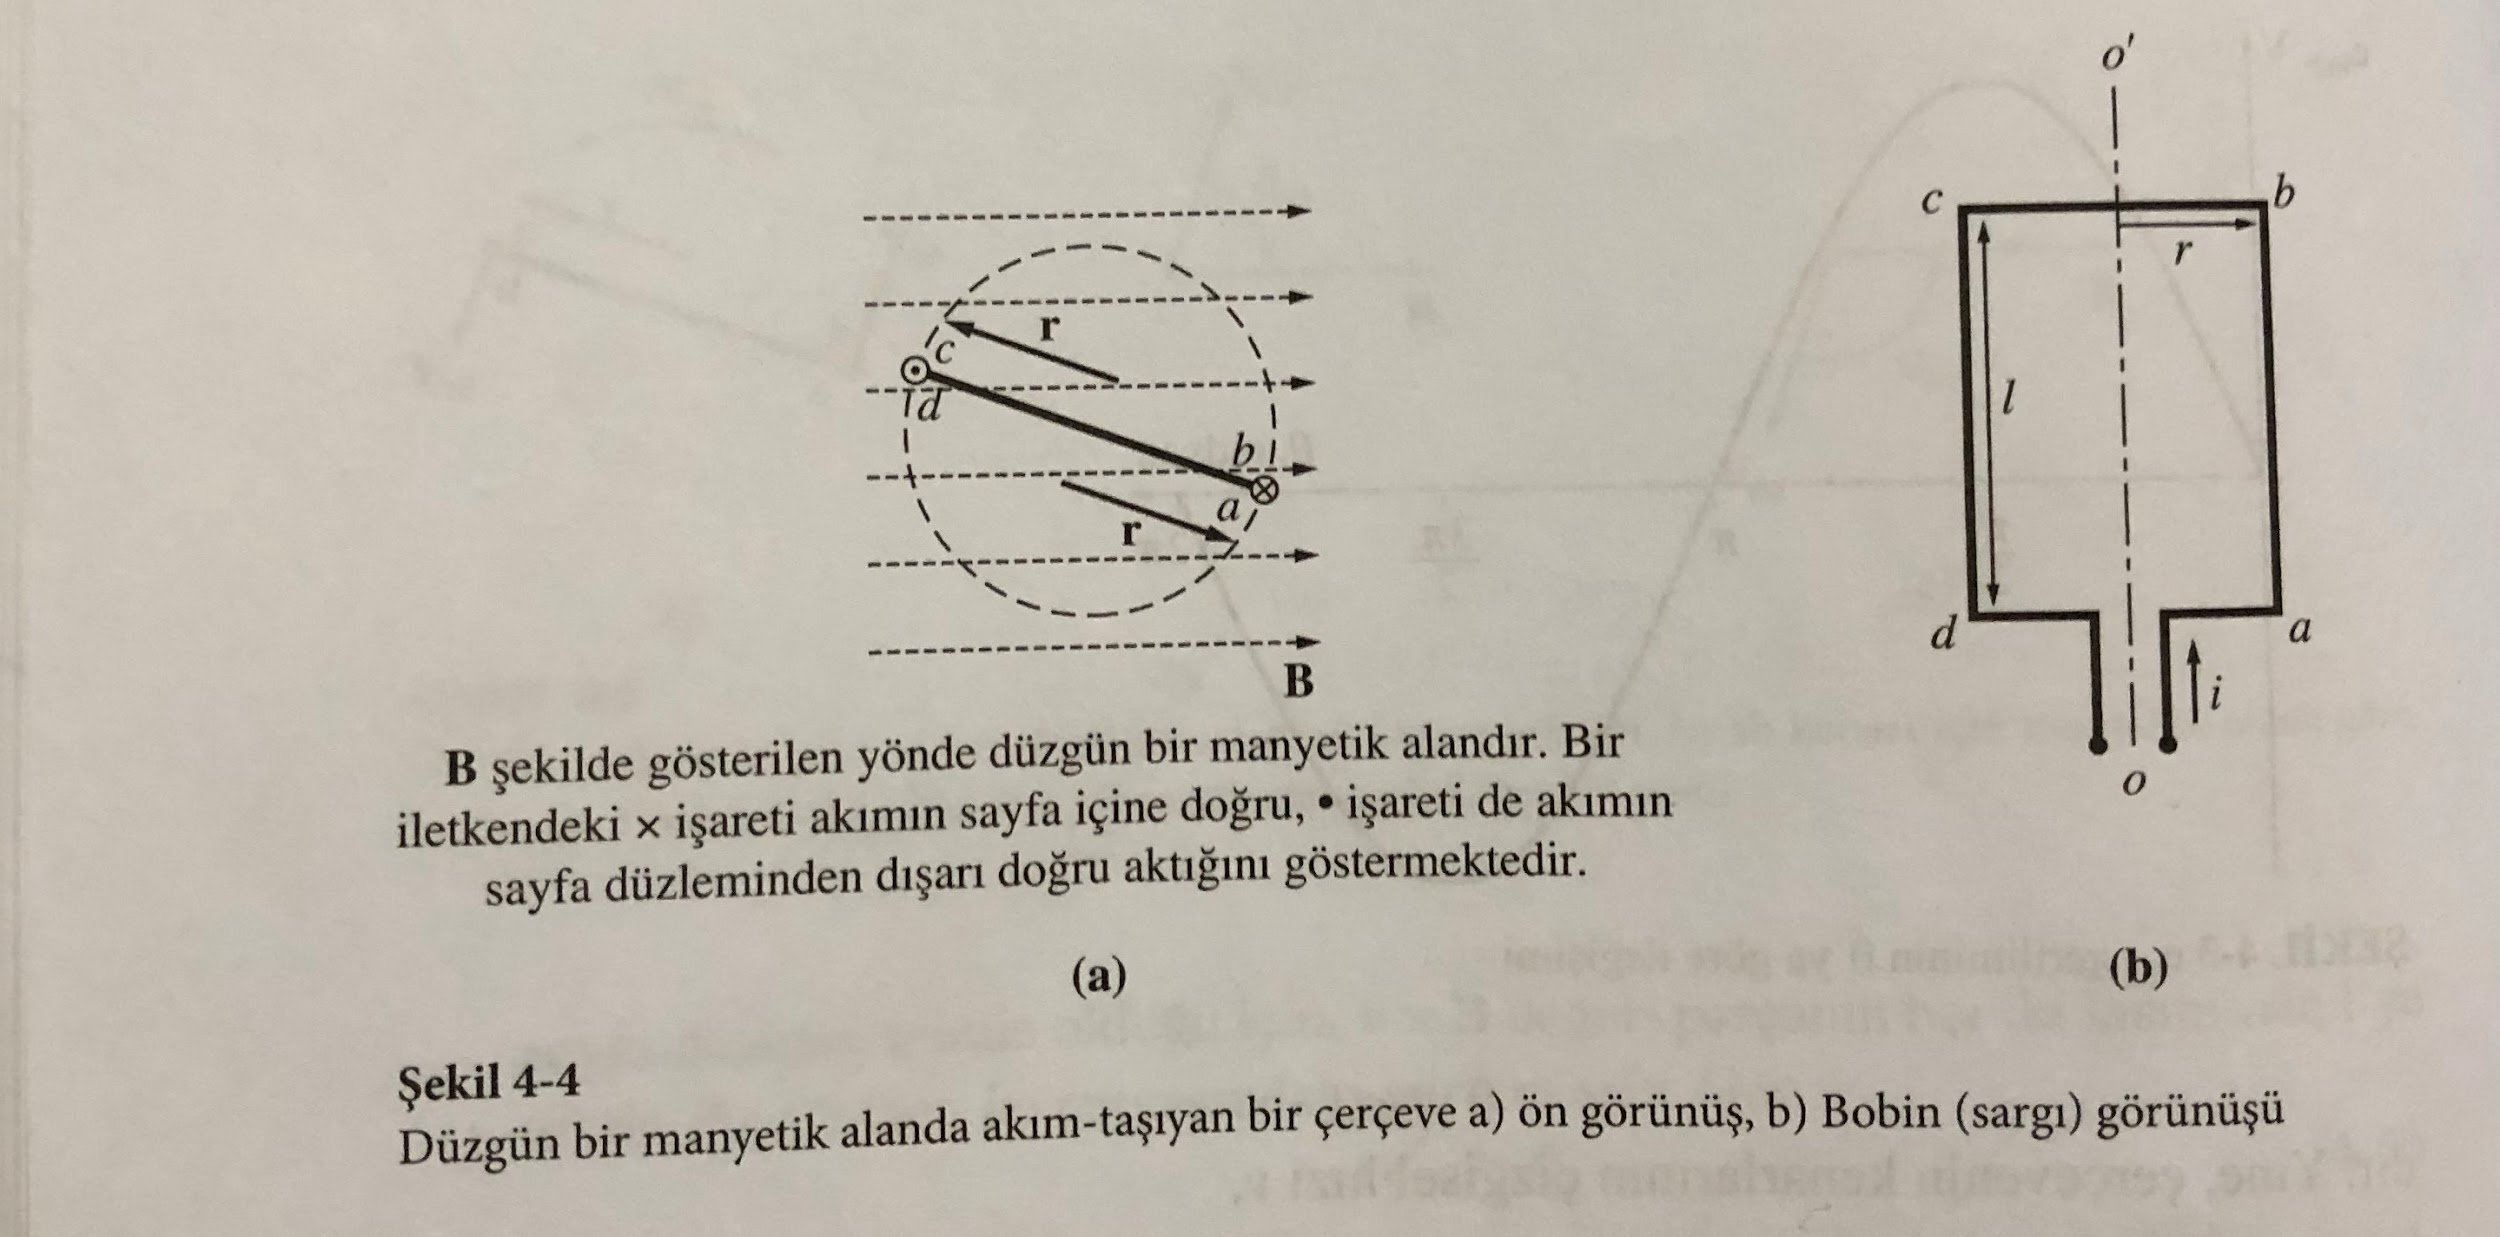 o'
c
b
r
l
d
a
i
o
r
c
d
b
a
r
B
B şekilde gösterilen yönde düzgün bir manyetik alandır. Bir
iletkendeki × işareti akımın sayfa içine doğru, • işareti de akımın
sayfa düzleminden dışarı doğru aktığını göstermektedir.
(a)
(b)
Şekil 4-4
Düzgün bir manyetik alanda akım-taşıyan bir çerçeve a) ön görünüş, b) Bobin (sargı) görünüşü